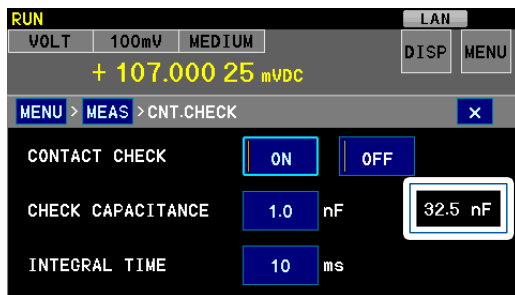 RUN LAN
VOLT 100mV MEDIUM DISP MENU
+ 107.000 25 mVDC
MENU > MEAS > CNT.CHECK ×
CONTACT CHECK ON OFF
CHECK CAPACITANCE 1.0 nF 32.5 nF
INTEGRAL TIME 10 ms